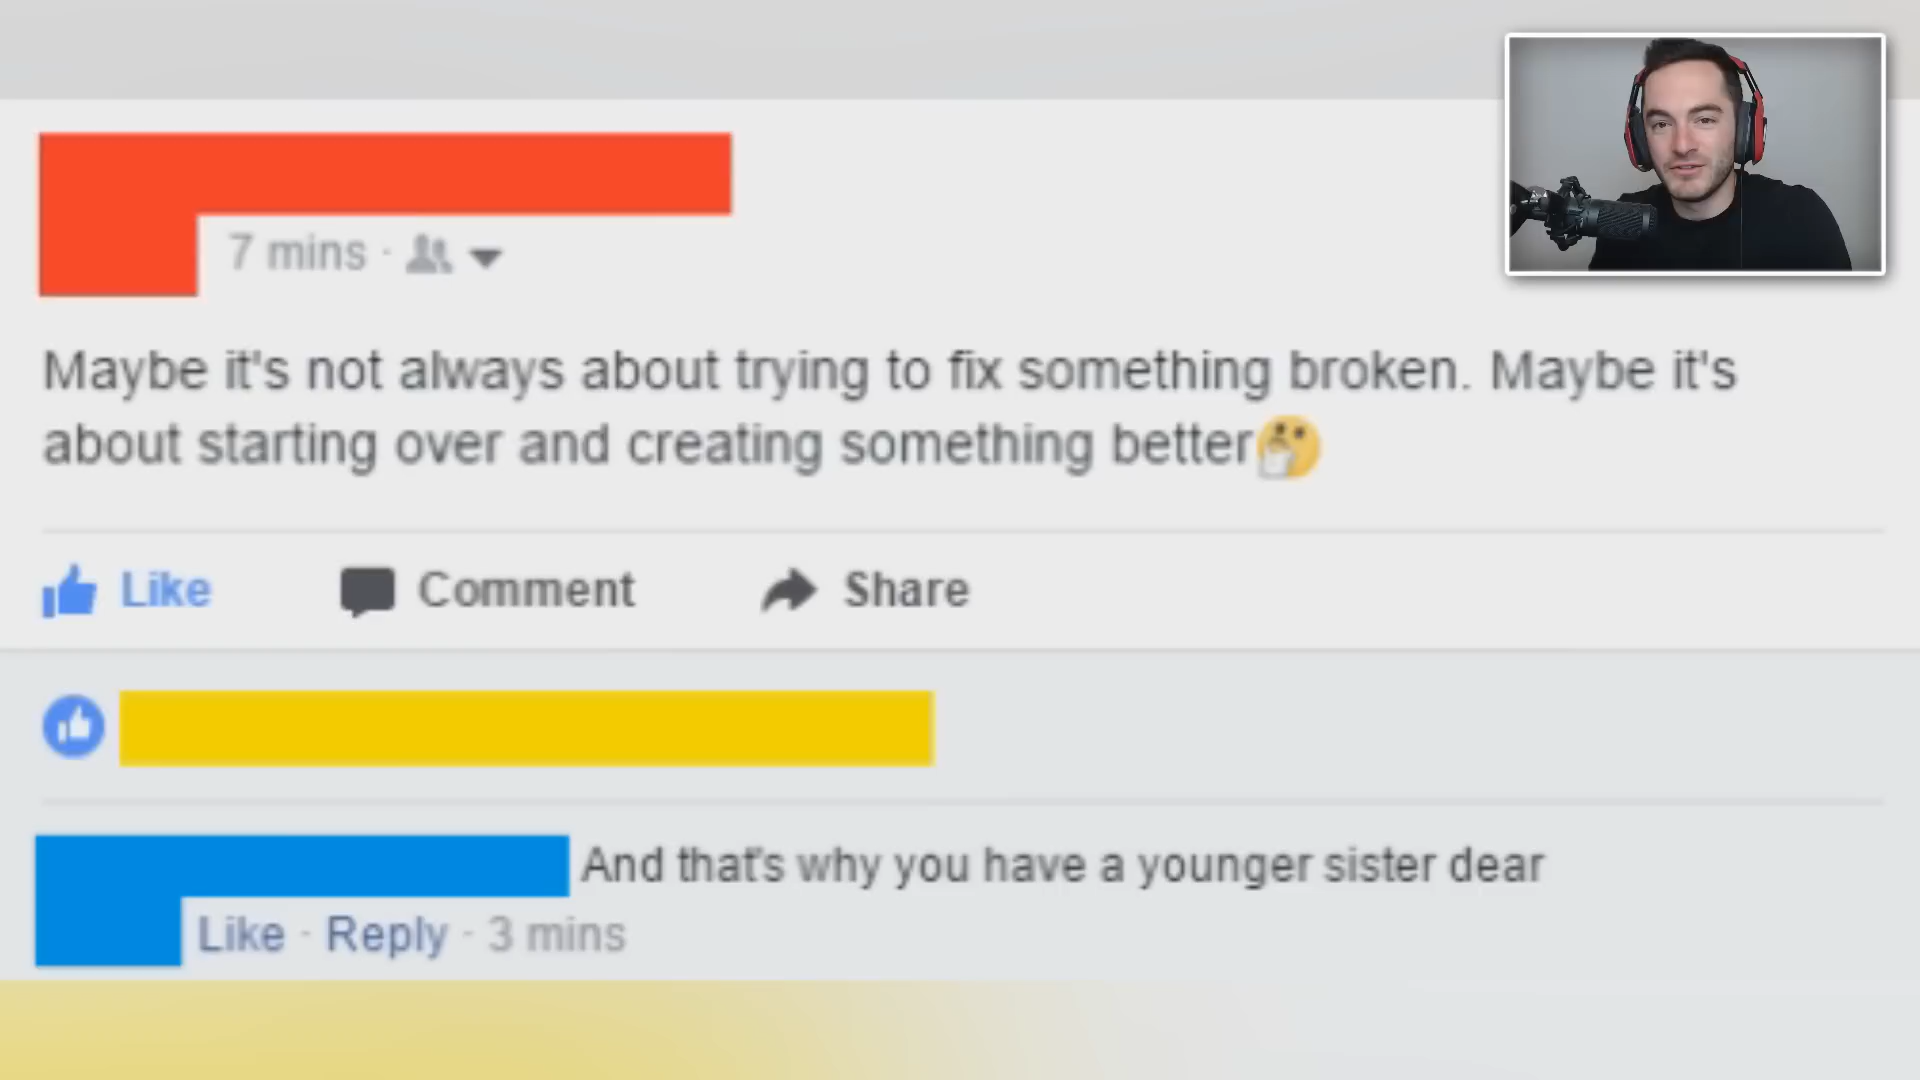 7 mins ·
Maybe it's not always about trying to fix something broken. Maybe it's
about starting over and creating something better🤔
Like Comment Share
And that's why you have a younger sister dear
Like · Reply · 3 mins